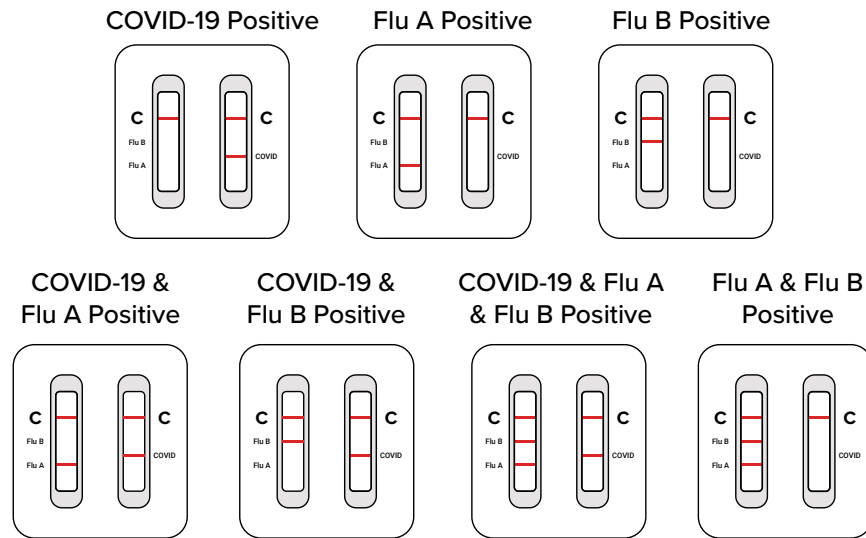 COVID-19 Positive
Flu A Positive
Flu B Positive
C
C
Flu B
Flu A
COVID
C
C
Flu B
Flu A
COVID
C
C
Flu B
Flu A
COVID
COVID-19 &
Flu A Positive
COVID-19 &
Flu B Positive
COVID-19 & Flu A
& Flu B Positive
Flu A & Flu B
Positive
C
C
Flu B
Flu A
COVID
C
C
Flu B
Flu A
COVID
C
C
Flu B
Flu A
COVID
C
C
Flu B
Flu A
COVID